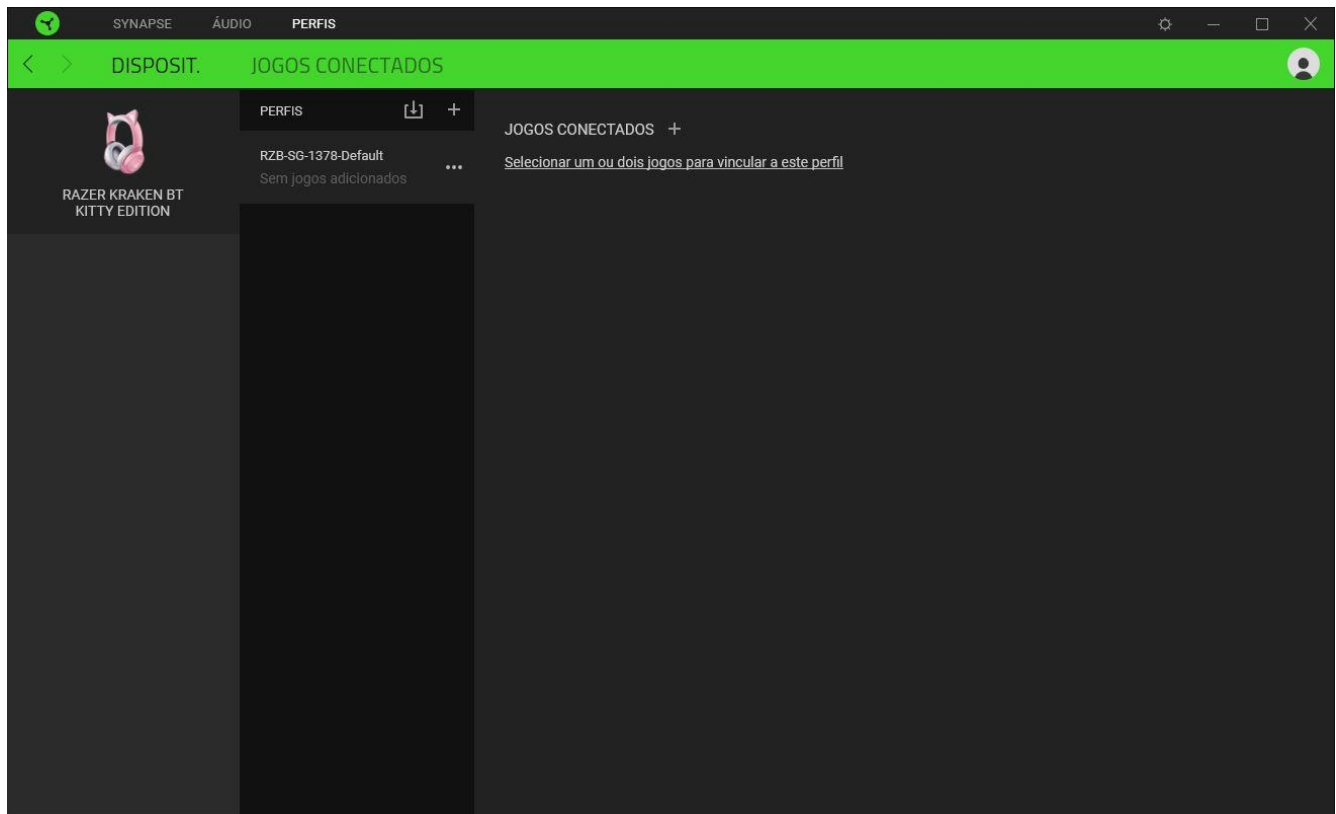 SYNAPSE ÁUDIO PERFIS
DISPOSIT. JOGOS CONECTADOS
RAZER KRAKEN BT
KITTY EDITION
PERFIS
RZB-SG-1378-Default
Sem jogos adicionados
JOGOS CONECTADOS
Selecionar um ou dois jogos para vincular a este perfil